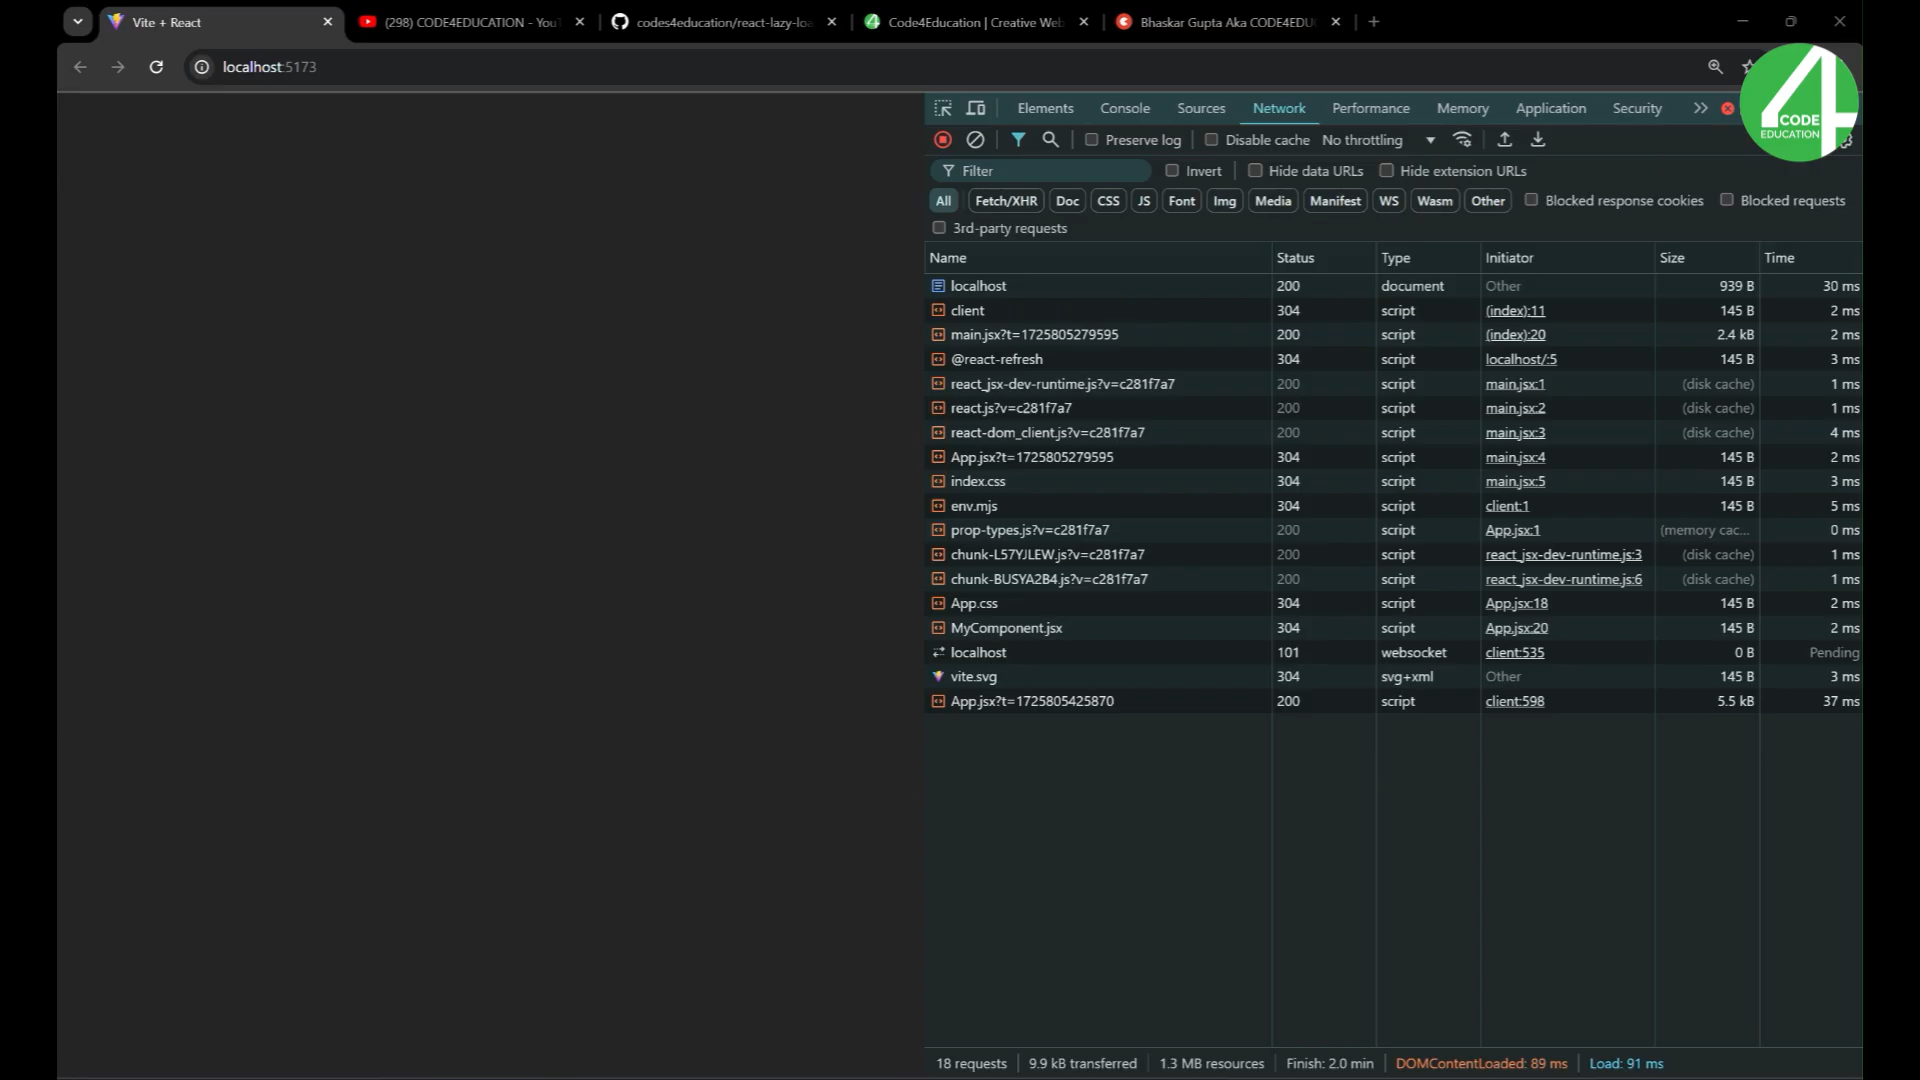 Vite + React
(298) CODE4EDUCATION - YouT
codes4education/react-lazy-loa
Code4Education | Creative Web
Bhaskar Gupta Aka CODE4EDU
localhost:5173
Elements Console Sources Network Performance Memory Application Security
4
CODE
EDUCATION
Preserve log Disable cache No throttling
Filter Invert Hide data URLs Hide extension URLs
All Fetch/XHR Doc CSS JS Font Img Media Manifest WS Wasm Other Blocked response cookies Blocked requests
3rd-party requests
Name Status Type Initiator Size Time
localhost 200 document Other 939 B 30 ms
client 304 script (index):11 145 B 2 ms
main.jsx?t=1725805279595 200 script (index):20 2.4 kB 2 ms
@react-refresh 304 script localhost/:5 145 B 3 ms
react_jsx-dev-runtime.js?v=c281f7a7 200 script main.jsx:1 (disk cache) 1 ms
react.js?v=c281f7a7 200 script main.jsx:2 (disk cache) 1 ms
react-dom_client.js?v=c281f7a7 200 script main.jsx:3 (disk cache) 4 ms
App.jsx?t=1725805279595 304 script main.jsx:4 145 B 2 ms
index.css 304 script main.jsx:5 145 B 3 ms
env.mjs 304 script client:1 145 B 5 ms
prop-types.js?v=c281f7a7 200 script App.jsx:1 (memory cac... 0 ms
chunk-L57YJLEW.js?v=c281f7a7 200 script react_jsx-dev-runtime.js:3 (disk cache) 1 ms
chunk-BUSYA2B4.js?v=c281f7a7 200 script react_jsx-dev-runtime.js:6 (disk cache) 1 ms
App.css 304 script App.jsx:18 145 B 2 ms
MyComponent.jsx 304 script App.jsx:20 145 B 2 ms
localhost 101 websocket client:535 0 B Pending
vite.svg 304 svg+xml Other 145 B 3 ms
App.jsx?t=1725805425870 200 script client:598 5.5 kB 37 ms
18 requests 9.9 kB transferred 1.3 MB resources Finish: 2.0 min DOMContentLoaded: 89 ms Load: 91 ms